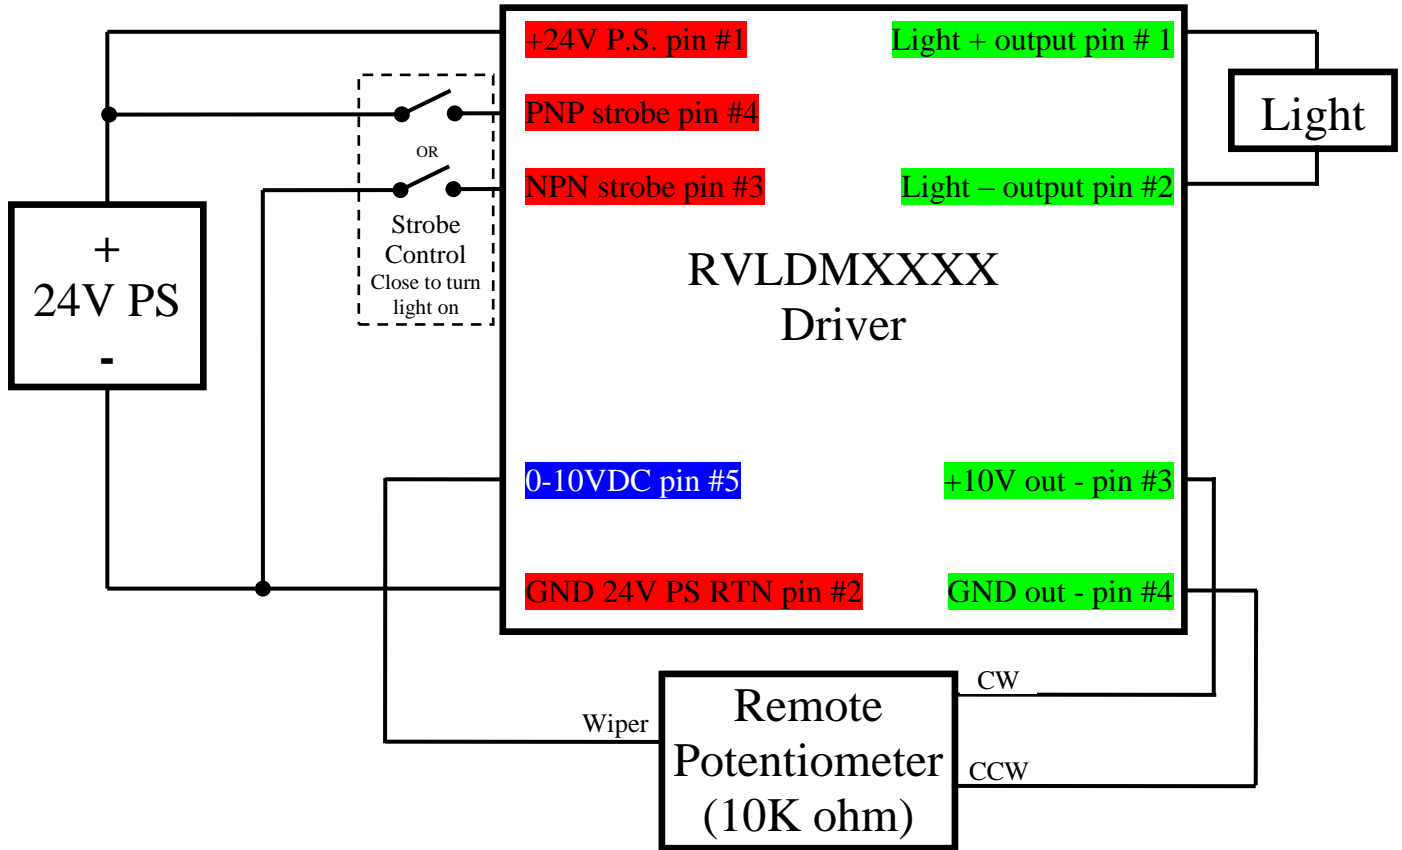 +24V P.S. pin #1
Light + output pin # 1
PNP strobe pin #4
Light
OR
NPN strobe pin #3
Light – output pin #2
Strobe
Control
Close to turn
light on
+
24V PS
-
RVLDMXXXX
Driver
0-10VDC pin #5
+10V out - pin #3
GND 24V PS RTN pin #2
GND out - pin #4
CW
Wiper
CCW
Remote
Potentiometer
(10K ohm)